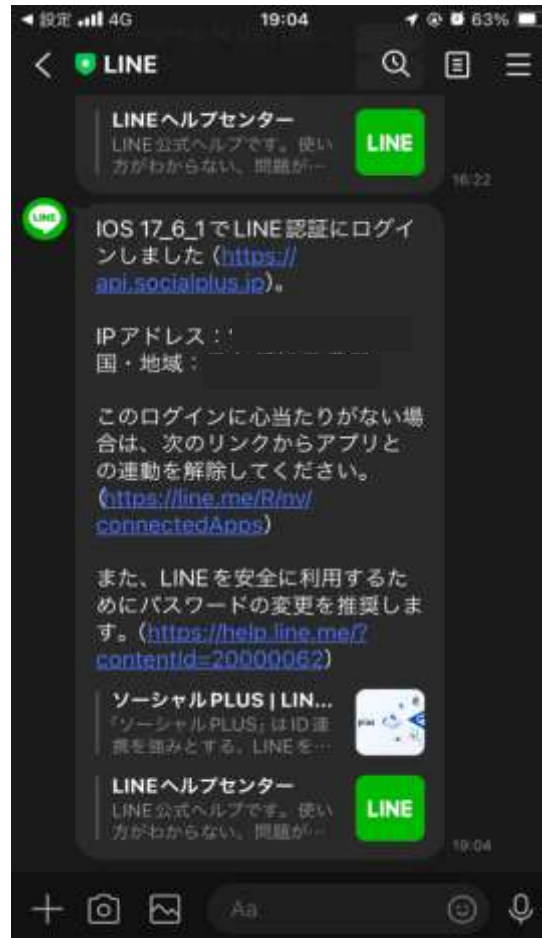 設定 4G 19:04 63%
LINE
LINEヘルプセンター
LINE公式ヘルプです。使い
方がわからない、問題が…
LINE
16:22
LINE
IOS 17_6_1でLINE認証にログイ
ンしました (https://
api.socialplus.jp)。
IPアドレス:
国・地域:
このログインに心当たりがない場
合は、次のリンクからアプリと
の連動を解除してください。
(https://line.me/R/nv/
connectedApps)
また、LINEを安全に利用するた
めにパスワードの変更を推奨しま
す。(https://help.line.me/?
contentId=20000062)
ソーシャルPLUS | LIN...
「ソーシャルPLUS」はID連
携を強みとする、LINEを…
plus
LINEヘルプセンター
LINE公式ヘルプです。使い
方がわからない、問題が…
LINE
19:04
Aa